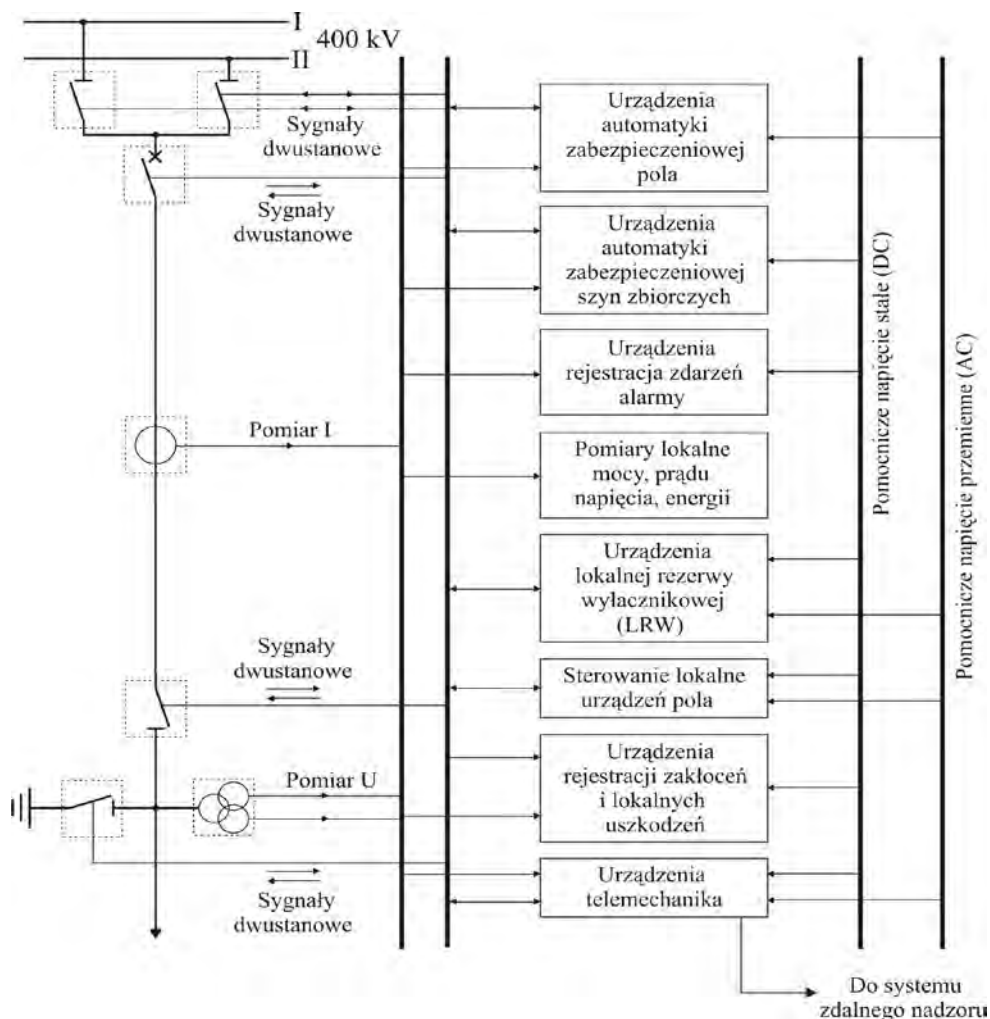 I
400 kV
II
Sygnały
dwustanowe
Sygnały
dwustanowe
Pomiar I
Sygnały
dwustanowe
Pomiar U
Sygnały
dwustanowe
Urządzenia
automatyki
zabezpieczeniowej
pola
Urządzenia
automatyki
zabezpieczeniowej
szyn zbiorczych
Urządzenia
rejestracja zdarzeń
alarmy
Pomiary lokalne
mocy, prądu
napięcia, energii
Urządzenia
lokalnej rezerwy
wyłacznikowej
(LRW)
Sterowanie lokalne
urządzeń pola
Urządzenia
rejestracji zakłoceń
i lokalnych
uszkodzeń
Urządzenia
telemechanika
Pomocnicze napięcie stałe (DC)
Pomocnicze napięcie przemienne (AC)
Do systemu
zdalnego nadzoru